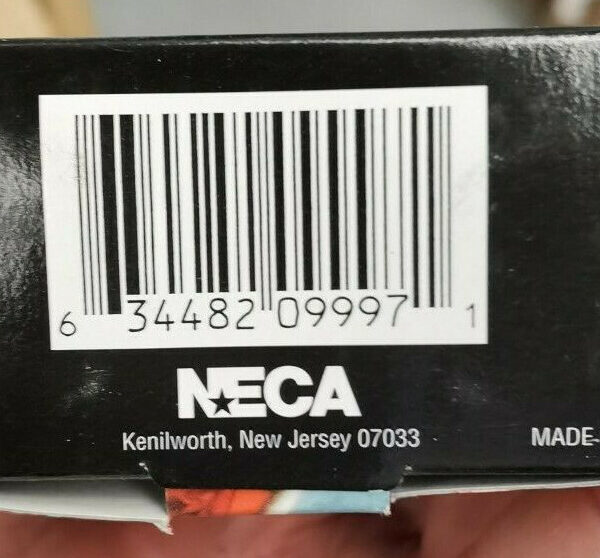 6 34482 09997 1
NECA
Kenilworth, New Jersey 07033
MADE-